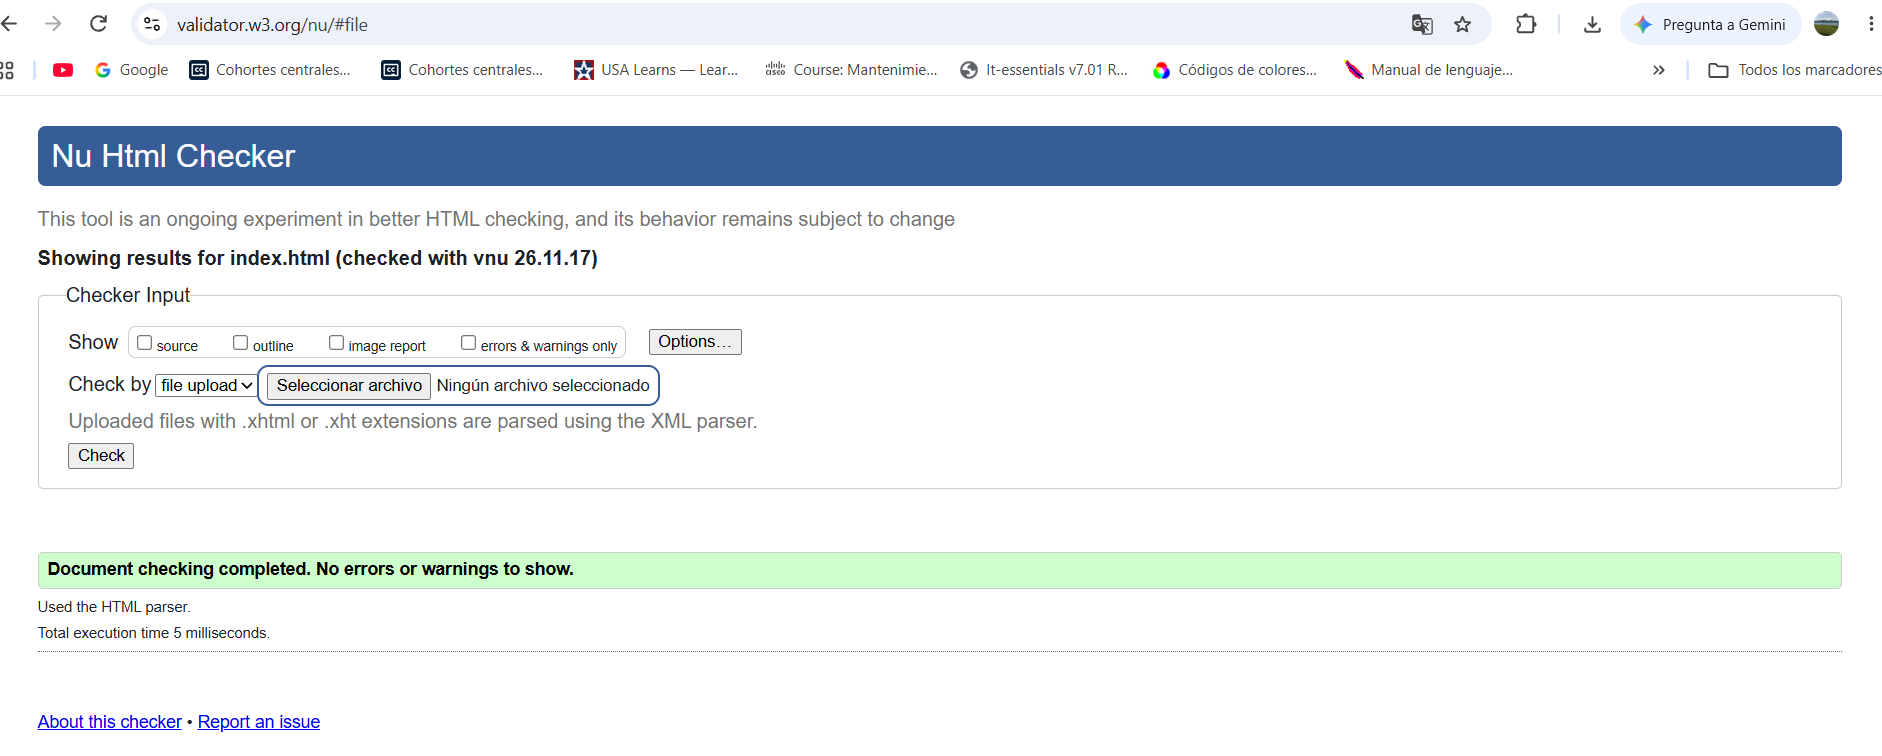 validator.w3.org/nu/#file
Pregunta a Gemini
Google
Cohortes centrales...
Cohortes centrales...
USA Learns — Lear...
Course: Mantenimie...
It-essentials v7.01 R...
Códigos de colores...
Manual de lenguaje...
»
Todos los marcadores
Nu Html Checker
This tool is an ongoing experiment in better HTML checking, and its behavior remains subject to change
Showing results for index.html (checked with vnu 26.11.17)
Checker Input
Show source outline image report errors & warnings only Options…
Check by file upload Seleccionar archivo Ningún archivo seleccionado
Uploaded files with .xhtml or .xht extensions are parsed using the XML parser.
Check
Document checking completed. No errors or warnings to show.
Used the HTML parser.
Total execution time 5 milliseconds.
About this checker • Report an issue